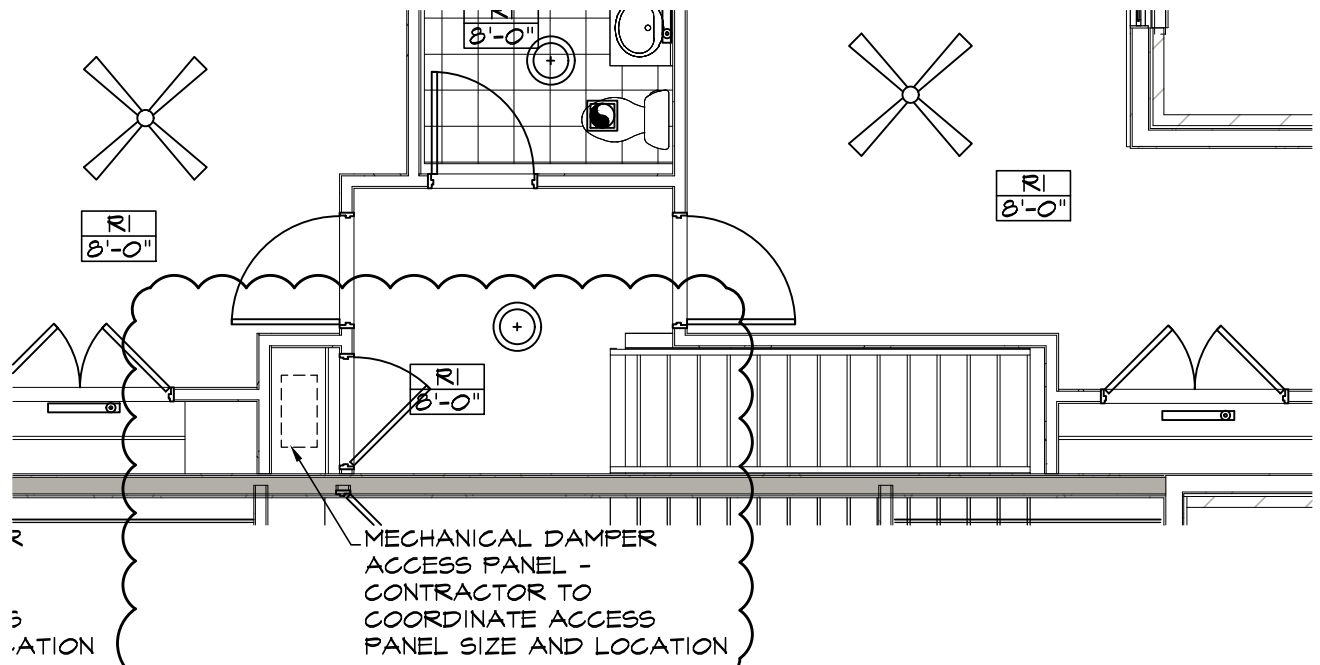 R1
8'-0"
R1
8'-0"
R1
8'-0"
R1
8'-0"
MECHANICAL DAMPER
ACCESS PANEL -
CONTRACTOR TO
COORDINATE ACCESS
PANEL SIZE AND LOCATION
R
S
ATION